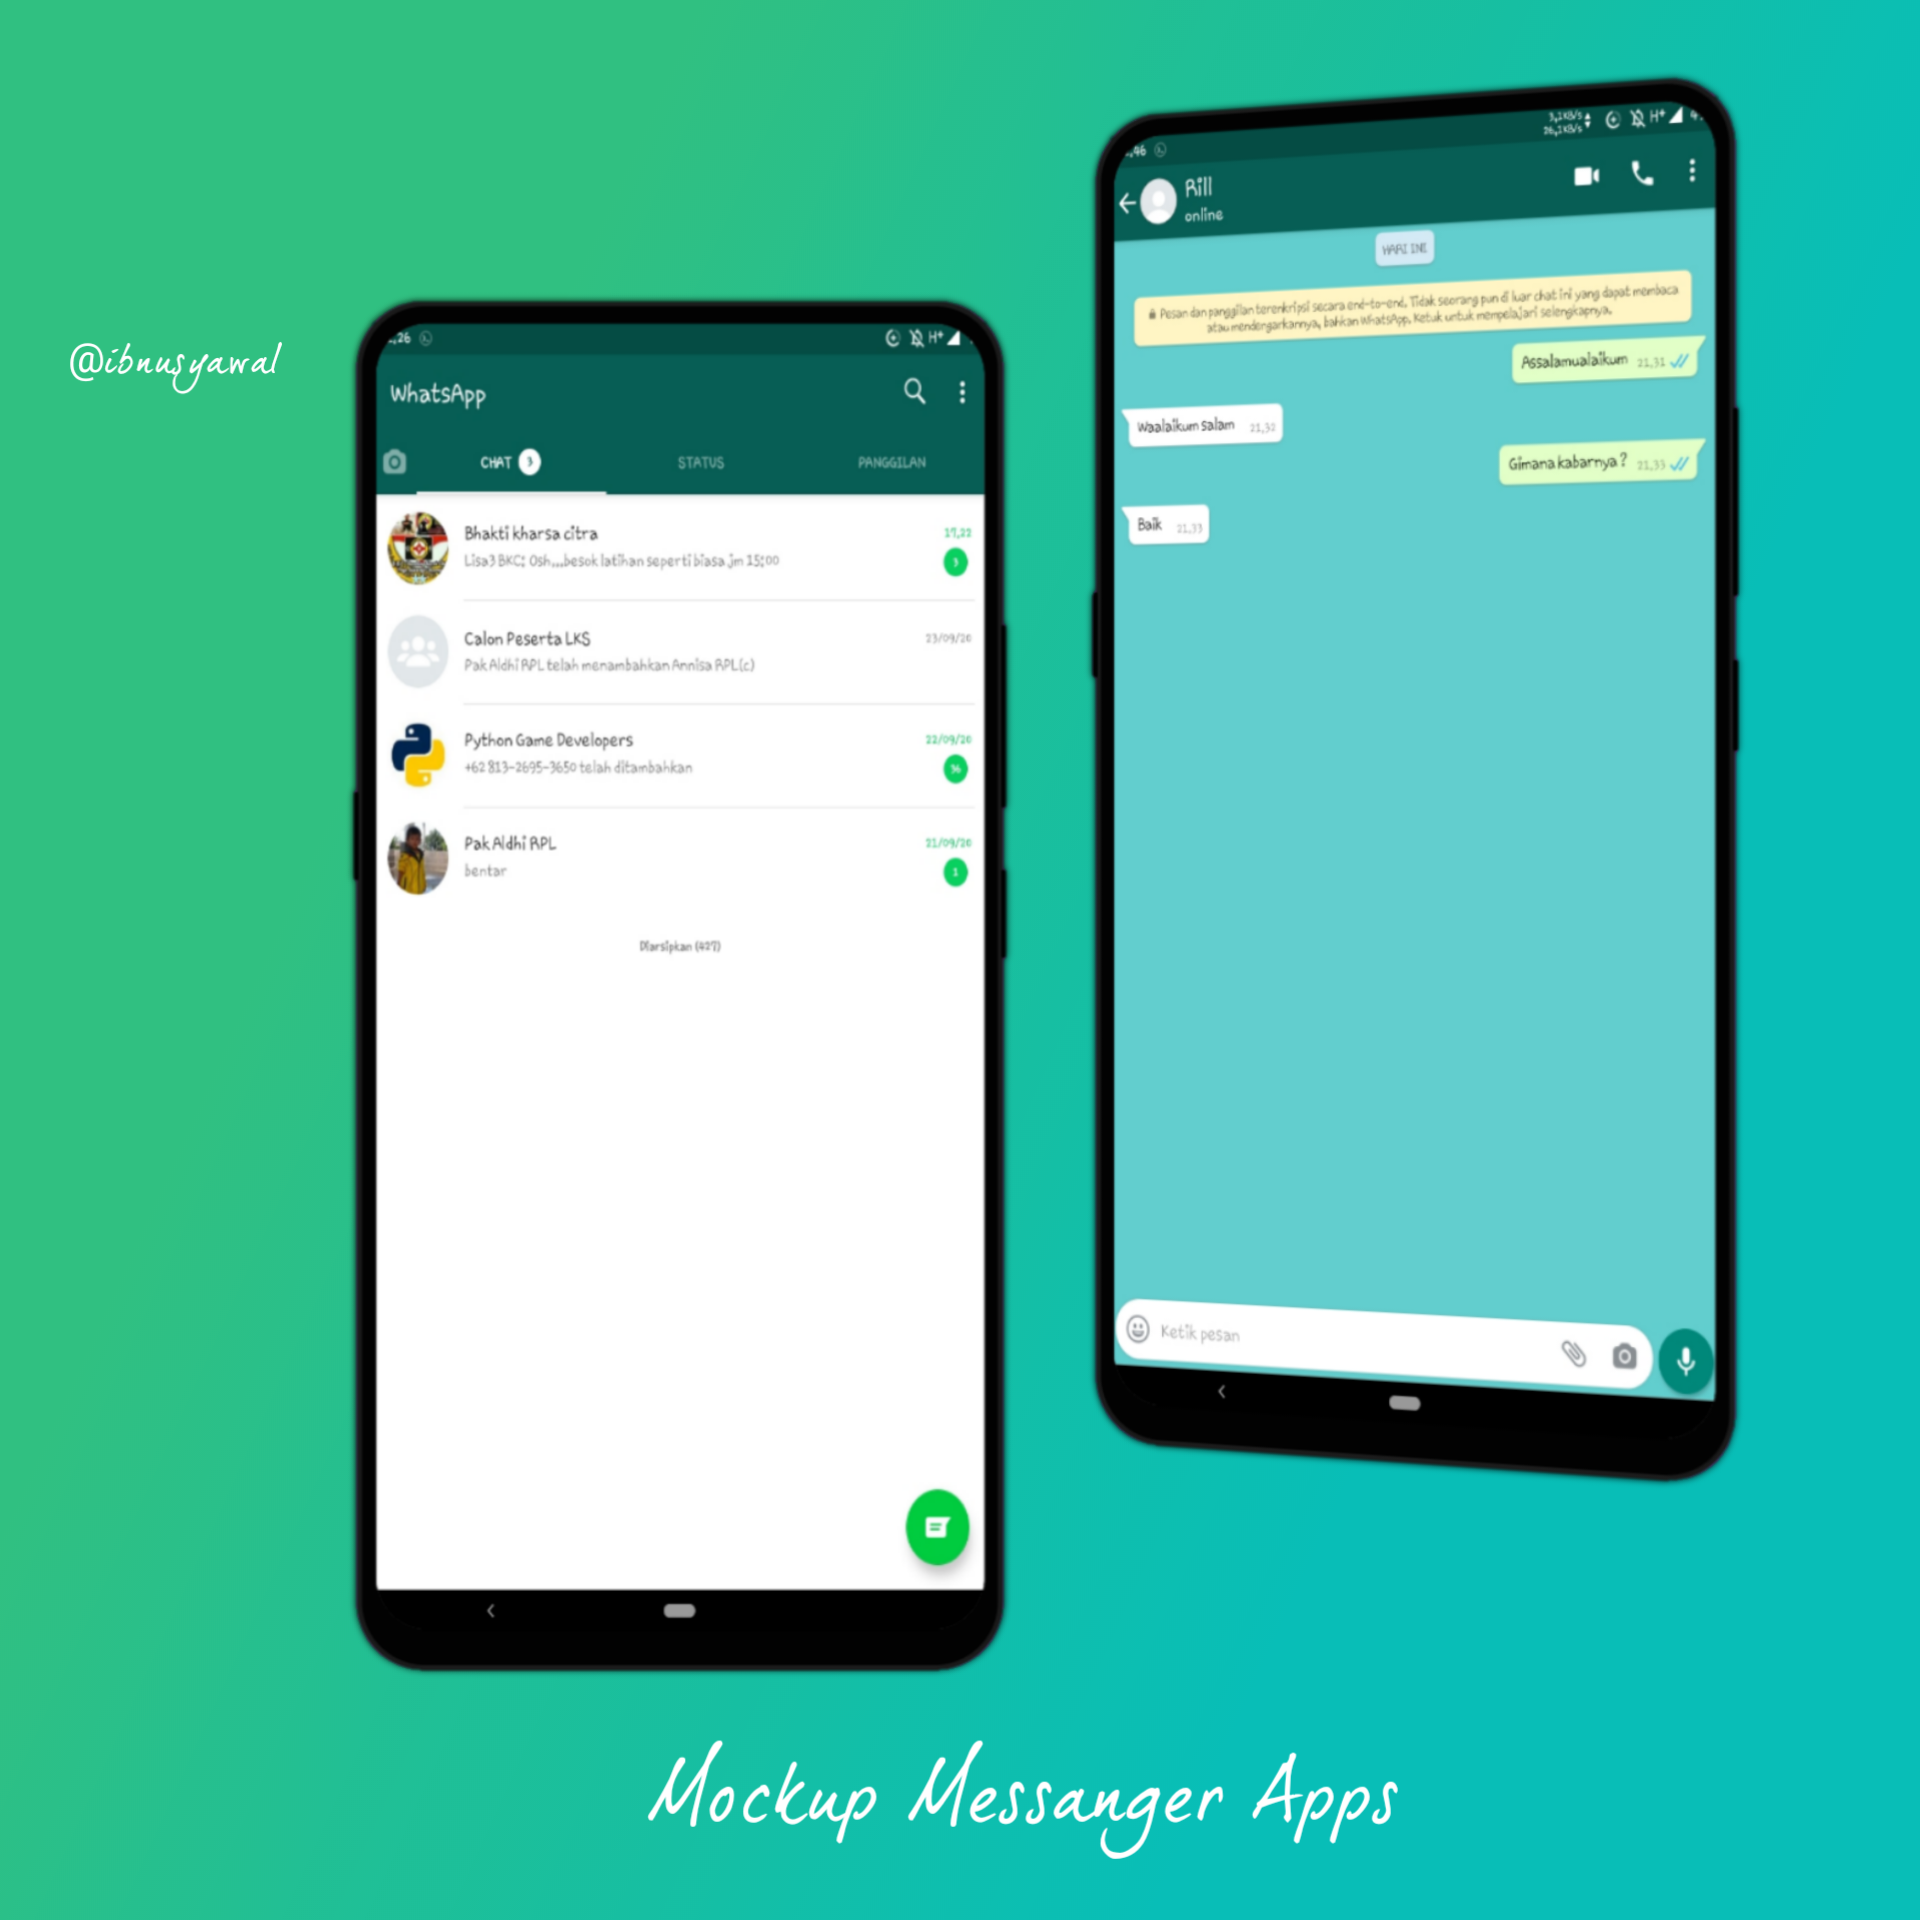 @ibnusyawal
WhatsApp
CHAT 3
STATUS
PANGGILAN
Bhakti kharsa citra
17,22
Lisa3 BKC: Osh...besok latihan seperti biasa jm 15:00
3
Calon Peserta LKS
23/09/20
Pak Aldhi RPL telah menambahkan Annisa RPL(c)
Python Game Developers
22/09/20
+62 813-2695-3650 telah ditambahkan
Pak Aldhi RPL
21/09/20
bentar
1
Diarsipkan (427)
H+
Rill
online
HARI INI
Pesan dan panggilan terenkripsi secara end-to-end. Tidak seorang pun di luar chat ini yang dapat membaca
atau mendengarkannya, bahkan WhatsApp. Ketuk untuk mempelajari selengkapnya.
Assalamualaikum 21,31
Waalaikum salam 21,32
Gimana kabarnya ? 21,33
Baik 21,33
Ketik pesan
Mockup Messanger Apps